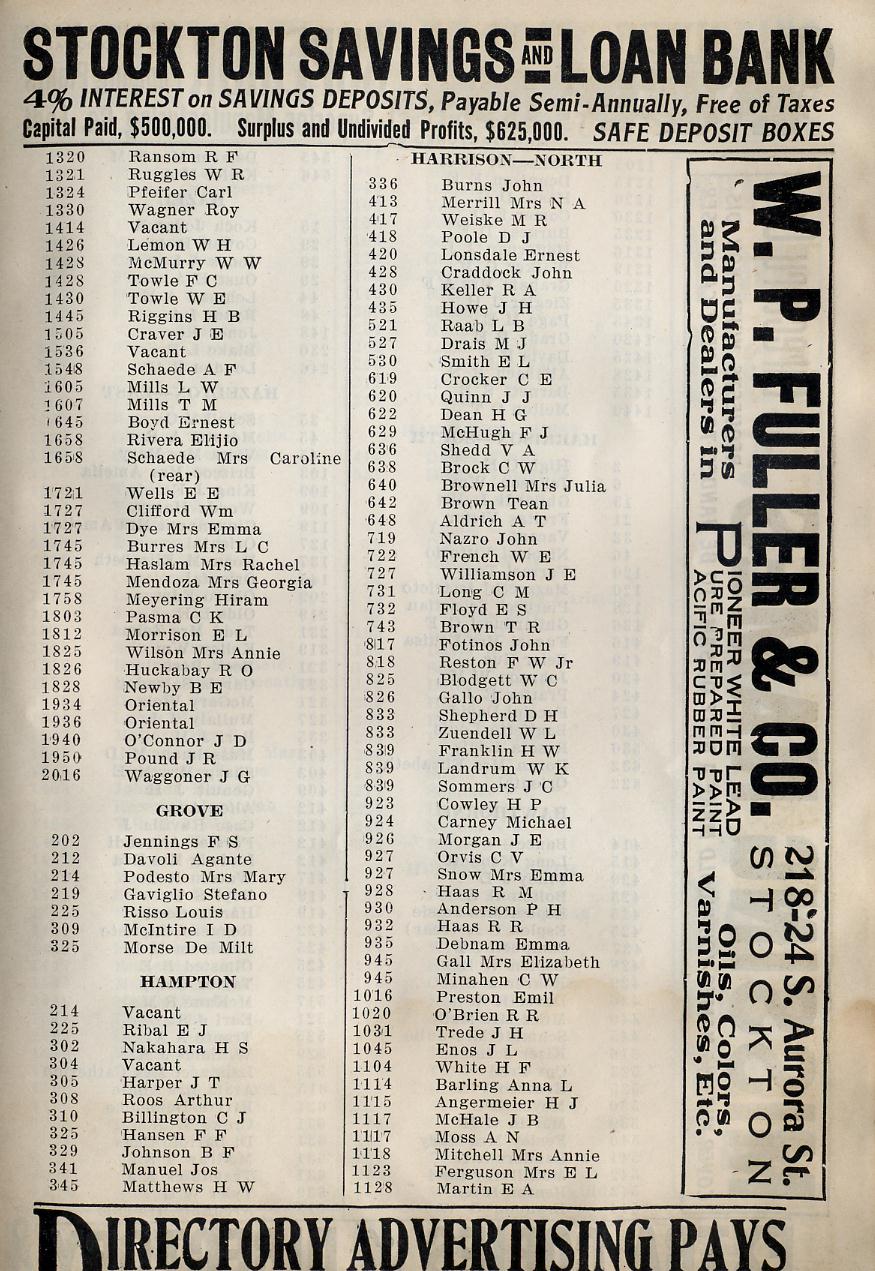 STOCKTON SAVINGS AND LOAN BANK
4% INTEREST on SAVINGS DEPOSITS, Payable Semi-Annually, Free of Taxes
Capital Paid, $500,000. Surplus and Undivided Profits, $625,000. SAFE DEPOSIT BOXES
1320 Ransom R F
1321 Ruggles W R
1324 Pfeifer Carl
1330 Wagner Roy
1414 Vacant
1426 Lemon W H
1428 McMurry W W
1428 Towle F C
1430 Towle W E
1445 Riggins H B
1505 Craver J E
1536 Vacant
1548 Schaede A F
1605 Mills L W
1607 Mills T M
1645 Boyd Ernest
1658 Rivera Elijio
1658 Schaede Mrs Caroline
(rear)
1721 Wells E E
1727 Clifford Wm
1727 Dye Mrs Emma
1745 Burres Mrs L C
1745 Haslam Mrs Rachel
1745 Mendoza Mrs Georgia
1758 Meyering Hiram
1803 Pasma C K
1812 Morrison E L
1825 Wilson Mrs Annie
1826 Huckabay R O
1828 Newby B E
1934 Oriental
1936 Oriental
1940 O'Connor J D
1950 Pound J R
2016 Waggoner J G
GROVE
202 Jennings F S
212 Davoli Agante
214 Podesto Mrs Mary
219 Gaviglio Stefano
225 Risso Louis
309 McIntire I D
325 Morse De Milt
HAMPTON
214 Vacant
225 Ribal E J
302 Nakahara H S
304 Vacant
305 Harper J T
308 Roos Arthur
310 Billington C J
325 Hansen F F
329 Johnson B F
341 Manuel Jos
345 Matthews H W
HARRISON—NORTH
336 Burns John
413 Merrill Mrs N A
417 Weiske M R
418 Poole D J
420 Lonsdale Ernest
428 Craddock John
430 Keller R A
435 Howe J H
521 Raab L B
527 Drais M J
530 Smith E L
619 Crocker C E
620 Quinn J J
622 Dean H G
629 McHugh F J
636 Shedd V A
638 Brock C W
640 Brownell Mrs Julia
642 Brown Tean
648 Aldrich A T
719 Nazro John
722 French W E
727 Williamson J E
731 Long C M
732 Floyd E S
743 Brown T R
817 Fotinos John
818 Reston F W Jr
825 Blodgett W C
826 Gallo John
833 Shepherd D H
833 Zuendell W L
839 Franklin H W
839 Landrum W K
839 Sommers J C
923 Cowley H P
924 Carney Michael
926 Morgan J E
927 Orvis C V
927 Snow Mrs Emma
928 Haas R M
930 Anderson P H
932 Haas R R
935 Debnam Emma
945 Gall Mrs Elizabeth
945 Minahen C W
1016 Preston Emil
1020 O'Brien R R
1031 Trede J H
1045 Enos J L
1104 White H F
1114 Barling Anna L
1115 Angermeier H J
1117 McHale J B
1117 Moss A N
1118 Mitchell Mrs Annie
1123 Ferguson Mrs E L
1128 Martin E A
W. P. FULLER & CO. 218-24 S. Aurora St.
STOCKTON
Manufacturers
and Dealers in
PIONEER WHITE LEAD
PURE PREPARED PAINT
PACIFIC RUBBER PAINT
Oils, Colors,
Varnishes, Etc.
DIRECTORY ADVERTISING PAYS